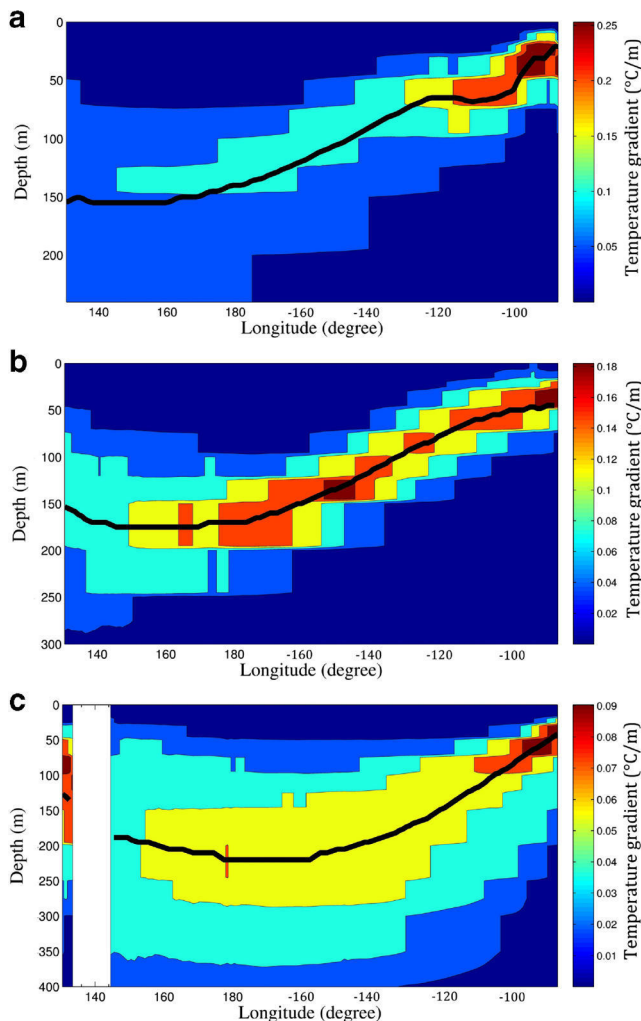 a
0
50
100
150
200
Depth (m)
140 160 180 -160 -140 -120 -100
Longitude (degree)
0.25
0.2
0.15
0.1
0.05
Temperature gradient (°C/m)
b
0
50
100
150
200
250
300
Depth (m)
140 160 180 -160 -140 -120 -100
Longitude (degree)
0.18
0.16
0.14
0.12
0.1
0.08
0.06
0.04
0.02
Temperature gradient (°C/m)
c
0
50
100
150
200
250
300
350
400
Depth (m)
140 160 180 -160 -140 -120 -100
Longitude (degree)
0.09
0.08
0.07
0.06
0.05
0.04
0.03
0.02
0.01
Temperature gradient (°C/m)